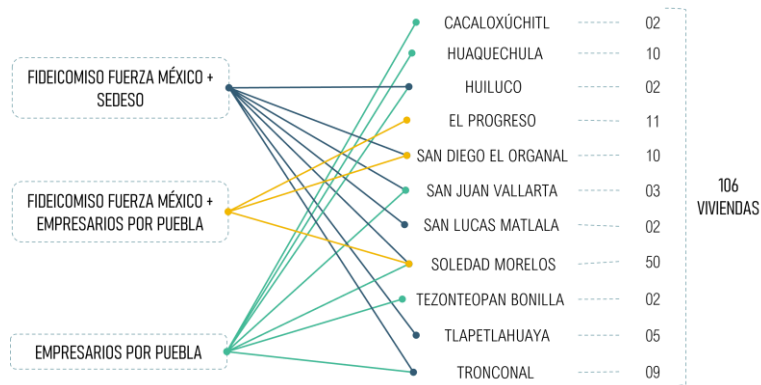 FIDEICOMISO FUERZA MÉXICO +
SEDESO
FIDEICOMISO FUERZA MÉXICO +
EMPRESARIOS POR PUEBLA
EMPRESARIOS POR PUEBLA
CACALOXÚCHITL 02
HUAQUECHULA 10
HUILUCO 02
EL PROGRESO 11
SAN DIEGO EL ORGANAL 10
SAN JUAN VALLARTA 03
SAN LUCAS MATLALA 02
SOLEDAD MORELOS 50
TEZONTEOPAN BONILLA 02
TLAPETLAHUAYA 05
TRONCONAL 09
106
VIVIENDAS